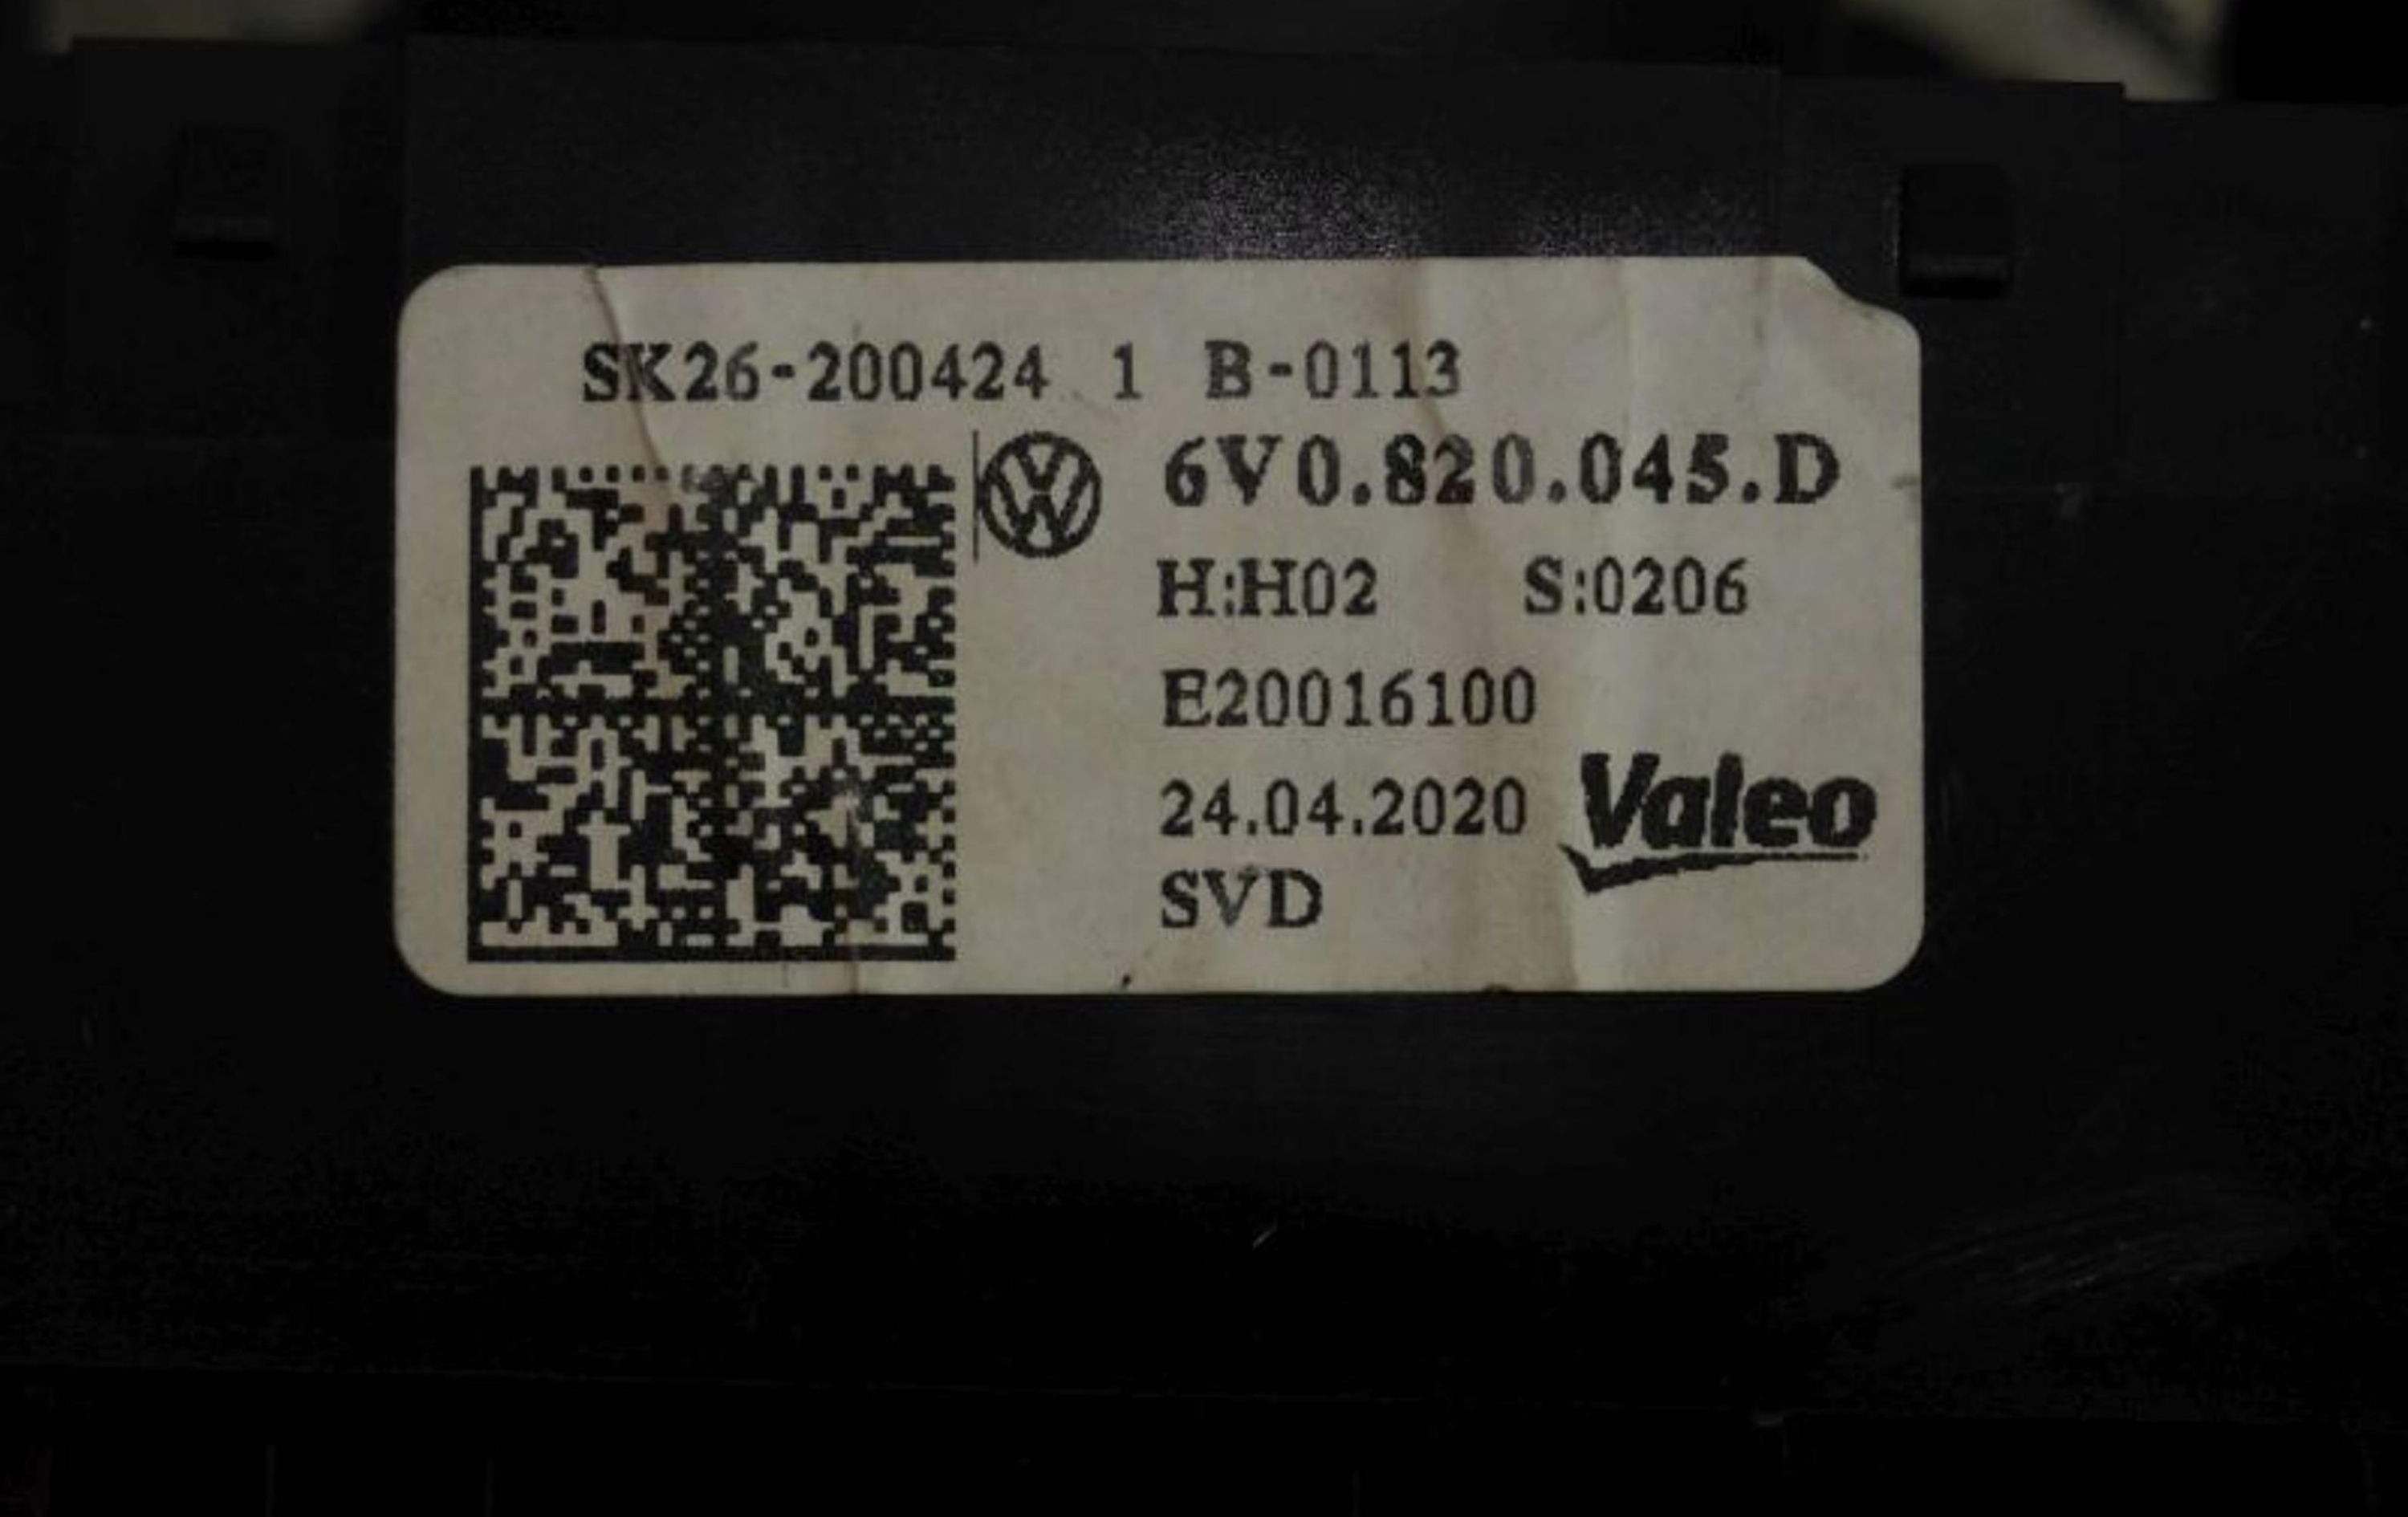 SK26-200424 1 B-0113
6V0.820.045.D
H:H02 S:0206
E20016100
24.04.2020
Valeo
SVD